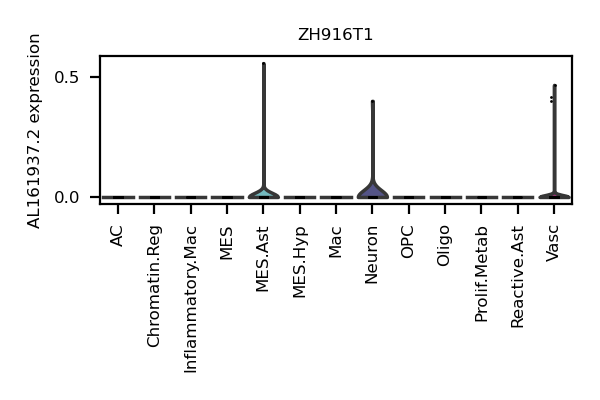 ZH916T1
AL161937.2 expression
0.5
0.0
AC
Chromatin.Reg
Inflammatory.Mac
MES
MES.Ast
MES.Hyp
Mac
Neuron
OPC
Oligo
Prolif.Metab
Reactive.Ast
Vasc